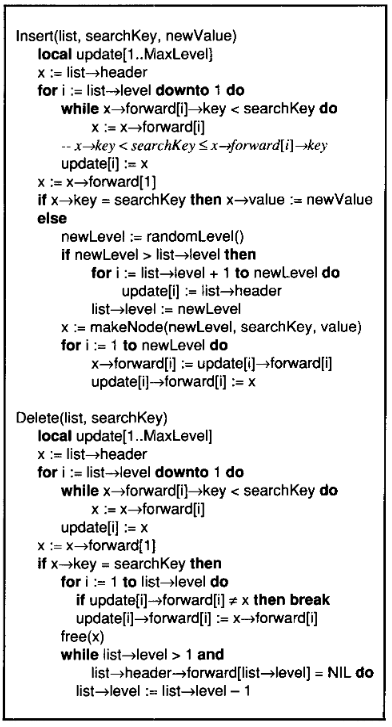 Insert(list, searchKey, newValue)
local update[1..MaxLevel]
x := list→header
for i := list→level downto 1 do
while x→forward[i]→key < searchKey do
x := x→forward[i]
-- x→key < searchKey ≤ x→forward[i]→key
update[i] := x
x := x→forward[1]
if x→key = searchKey then x→value := newValue
else
newLevel := randomLevel()
if newLevel > list→level then
for i := list→level + 1 to newLevel do
update[i] := list→header
list→level := newLevel
x := makeNode(newLevel, searchKey, value)
for i := 1 to newLevel do
x→forward[i] := update[i]→forward[i]
update[i]→forward[i] := x
Delete(list, searchKey)
local update[1..MaxLevel]
x := list→header
for i := list→level downto 1 do
while x→forward[i]→key < searchKey do
x := x→forward[i]
update[i] := x
x := x→forward[1]
if x→key = searchKey then
for i := 1 to list→level do
if update[i]→forward[i] ≠ x then break
update[i]→forward[i] := x→forward[i]
free(x)
while list→level > 1 and
list→header→forward[list→level] = NIL do
list→level := list→level – 1